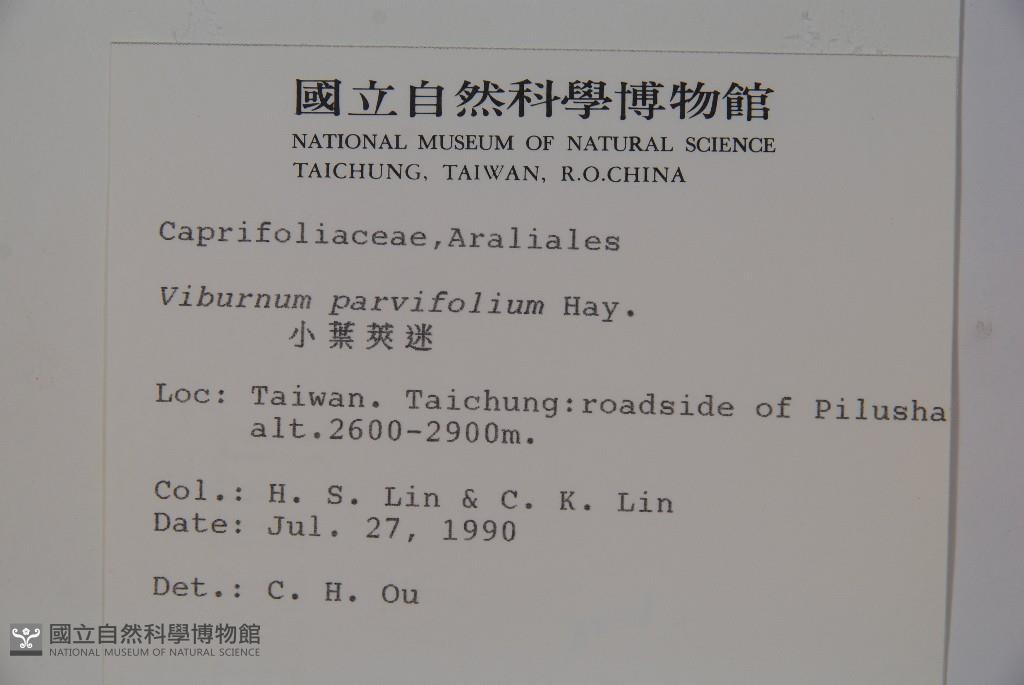 國立自然科學博物館
NATIONAL MUSEUM OF NATURAL SCIENCE
TAICHUNG, TAIWAN, R.O.CHINA
Caprifoliaceae,Araliales
Viburnum parvifolium Hay.
小葉莢迷
Loc: Taiwan. Taichung:roadside of Pilusha
alt.2600-2900m.
Col.: H. S. Lin & C. K. Lin
Date: Jul. 27, 1990
Det.: C. H. Ou
國立自然科學博物館
NATIONAL MUSEUM OF NATURAL SCIENCE